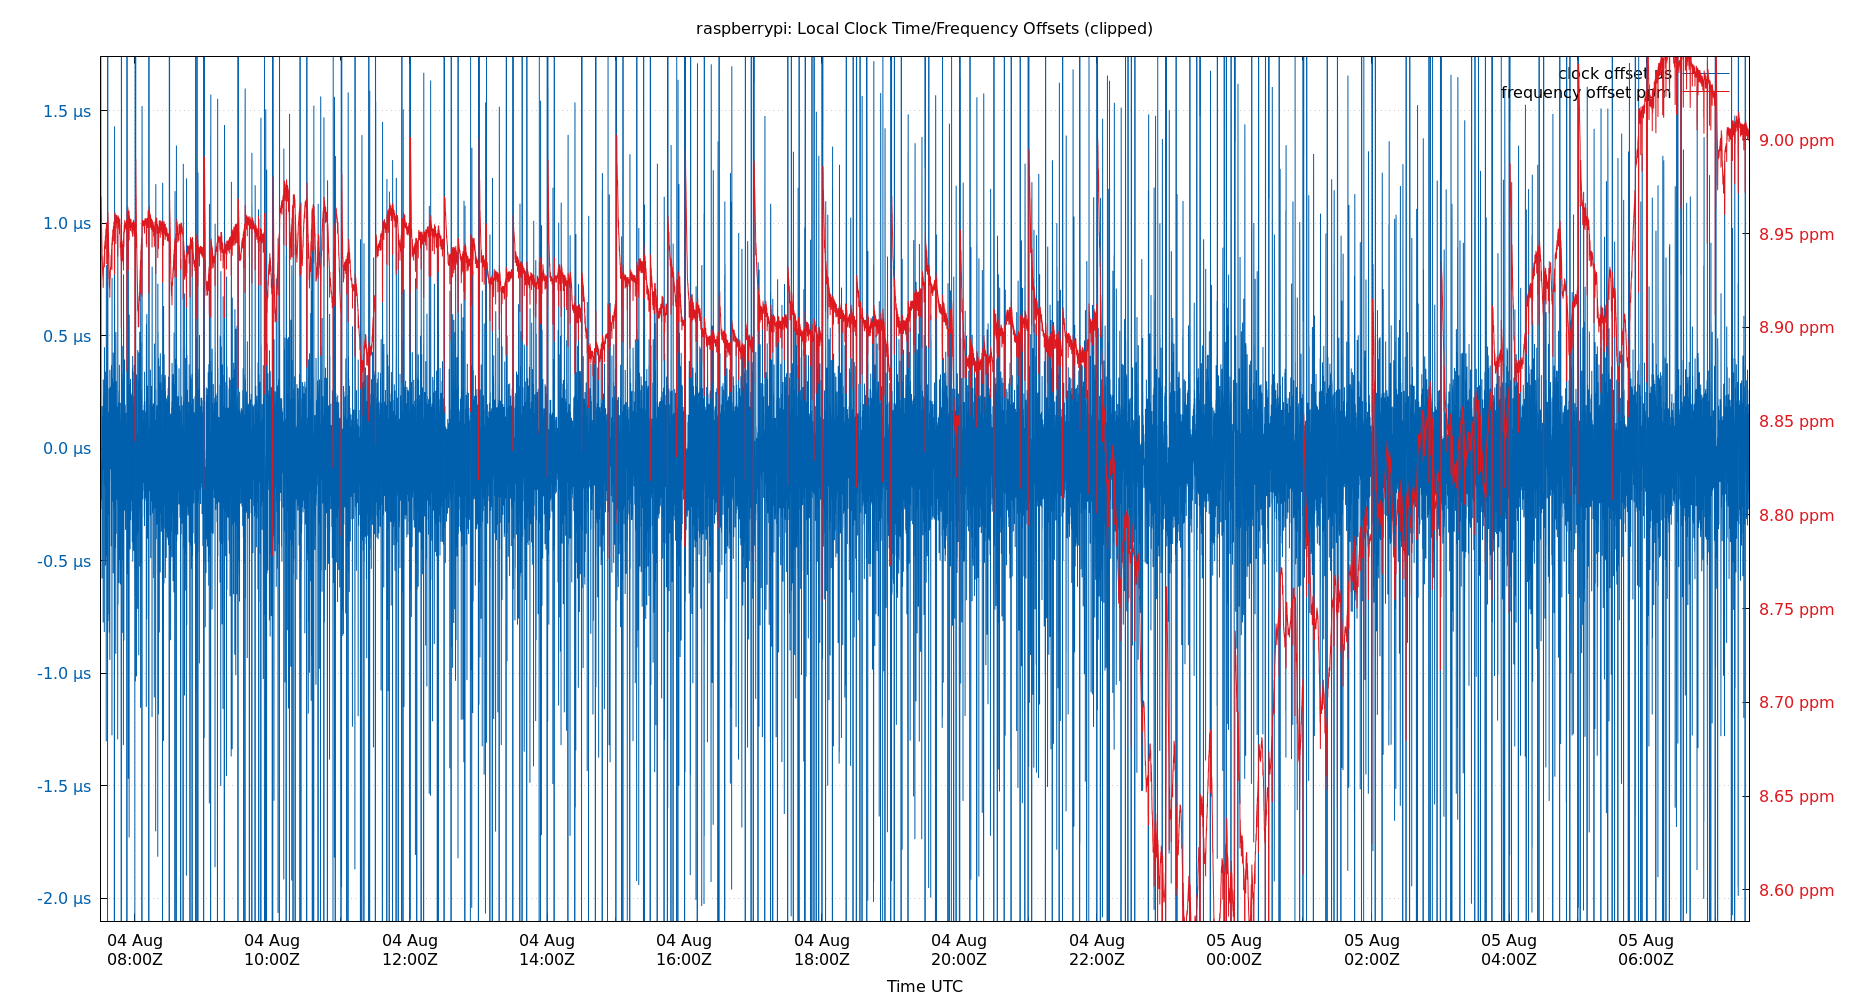 raspberrypi: Local Clock Time/Frequency Offsets (clipped)
clock offset µs
frequency offset ppm
1.5 µs
1.0 µs
0.5 µs
0.0 µs
-0.5 µs
-1.0 µs
-1.5 µs
-2.0 µs
9.00 ppm
8.95 ppm
8.90 ppm
8.85 ppm
8.80 ppm
8.75 ppm
8.70 ppm
8.65 ppm
8.60 ppm
04 Aug 04 Aug 04 Aug 04 Aug 04 Aug 04 Aug 04 Aug 04 Aug 05 Aug 05 Aug 05 Aug 05 Aug
08:00Z 10:00Z 12:00Z 14:00Z 16:00Z 18:00Z 20:00Z 22:00Z 00:00Z 02:00Z 04:00Z 06:00Z
Time UTC